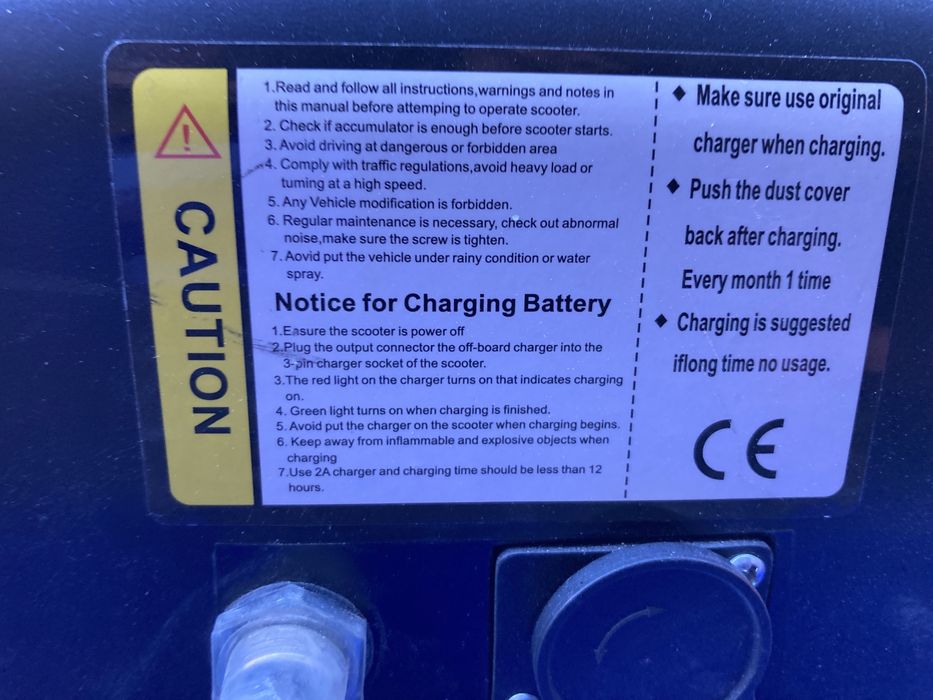 CAUTION
1.Read and follow all instructions,warnings and notes in
this manual before attemping to operate scooter.
2. Check if accumulator is enough before scooter starts.
3. Avoid driving at dangerous or forbidden area
4. Comply with traffic regulations,avoid heavy load or
tuming at a high speed.
5. Any Vehicle modification is forbidden.
6. Regular maintenance is necessary, check out abnormal
noise,make sure the screw is tighten.
7. Aovid put the vehicle under rainy condition or water
spray.
Notice for Charging Battery
1.Easure the scooter is power off
2.Plug the output connector the off-board charger into the
3-pin charger socket of the scooter.
3.The red light on the charger turns on that indicates charging
on.
4. Green light turns on when charging is finished.
5. Avoid put the charger on the scooter when charging begins.
6. Keep away from inflammable and explosive objects when
charging
7.Use 2A charger and charging time should be less than 12
hours.
◆ Make sure use original
charger when charging.
◆ Push the dust cover
back after charging.
Every month 1 time
◆ Charging is suggested
iflong time no usage.
CE